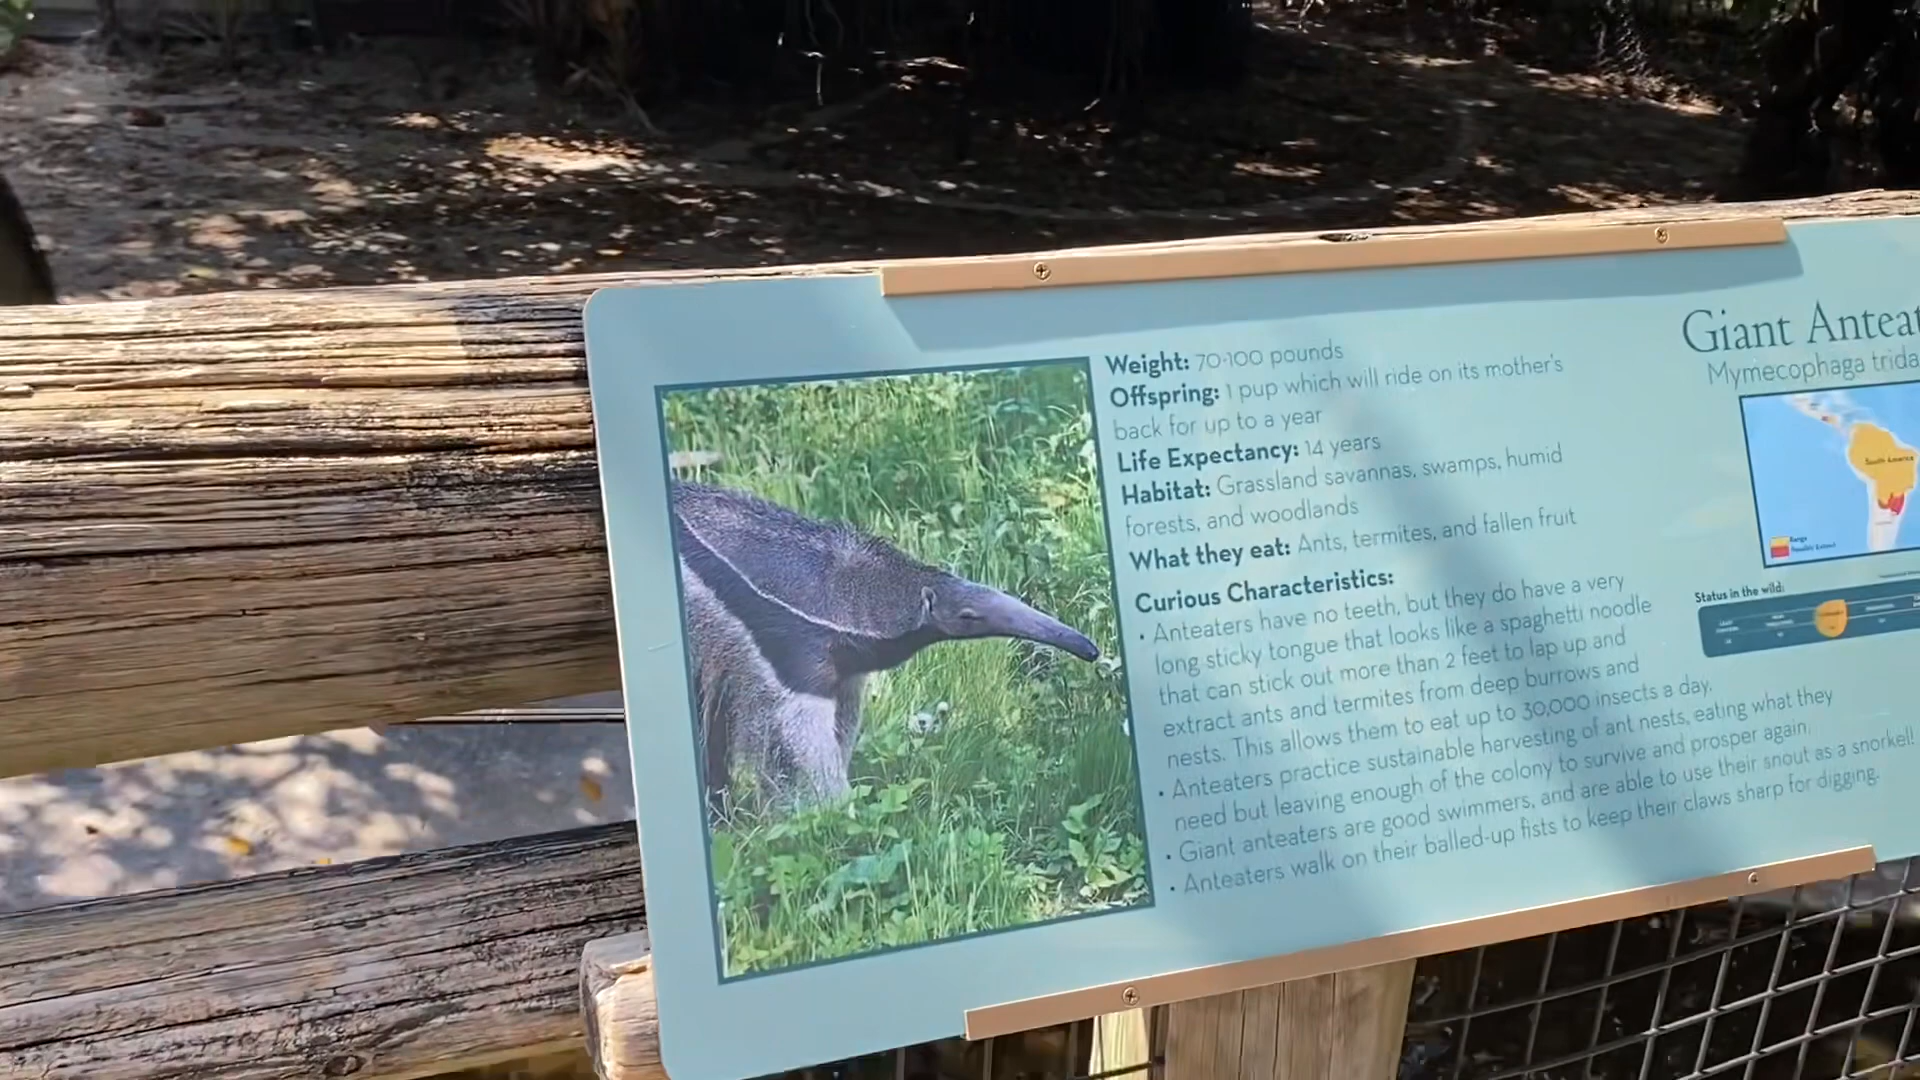 Weight: 70-100 pounds
Offspring: 1 pup which will ride on its mother's
back for up to a year
Life Expectancy: 14 years
Habitat: Grassland savannas, swamps, humid
forests, and woodlands
What they eat: Ants, termites, and fallen fruit
Curious Characteristics:
• Anteaters have no teeth, but they do have a very
long sticky tongue that looks like a spaghetti noodle
that can stick out more than 2 feet to lap up and
extract ants and termites from deep burrows and
nests. This allows them to eat up to 30,000 insects a day.
• Anteaters practice sustainable harvesting of ant nests, eating what they
need but leaving enough of the colony to survive and prosper again.
• Giant anteaters are good swimmers, and are able to use their snout as a snorkel!
• Anteaters walk on their balled-up fists to keep their claws sharp for digging.
Giant Anteat
Mymecophaga trida
South America
Range
Possibly Extinct
Status in the wild: